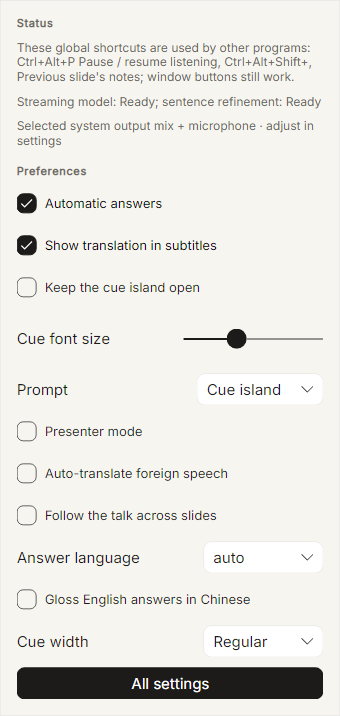 Status
These global shortcuts are used by other programs:
Ctrl+Alt+P Pause / resume listening, Ctrl+Alt+Shift+,
Previous slide's notes; window buttons still work.
Streaming model: Ready; sentence refinement: Ready
Selected system output mix + microphone · adjust in
settings
Preferences
Automatic answers
Show translation in subtitles
Keep the cue island open
Cue font size
Prompt
Cue island
Presenter mode
Auto-translate foreign speech
Follow the talk across slides
Answer language
auto
Gloss English answers in Chinese
Cue width
Regular
All settings